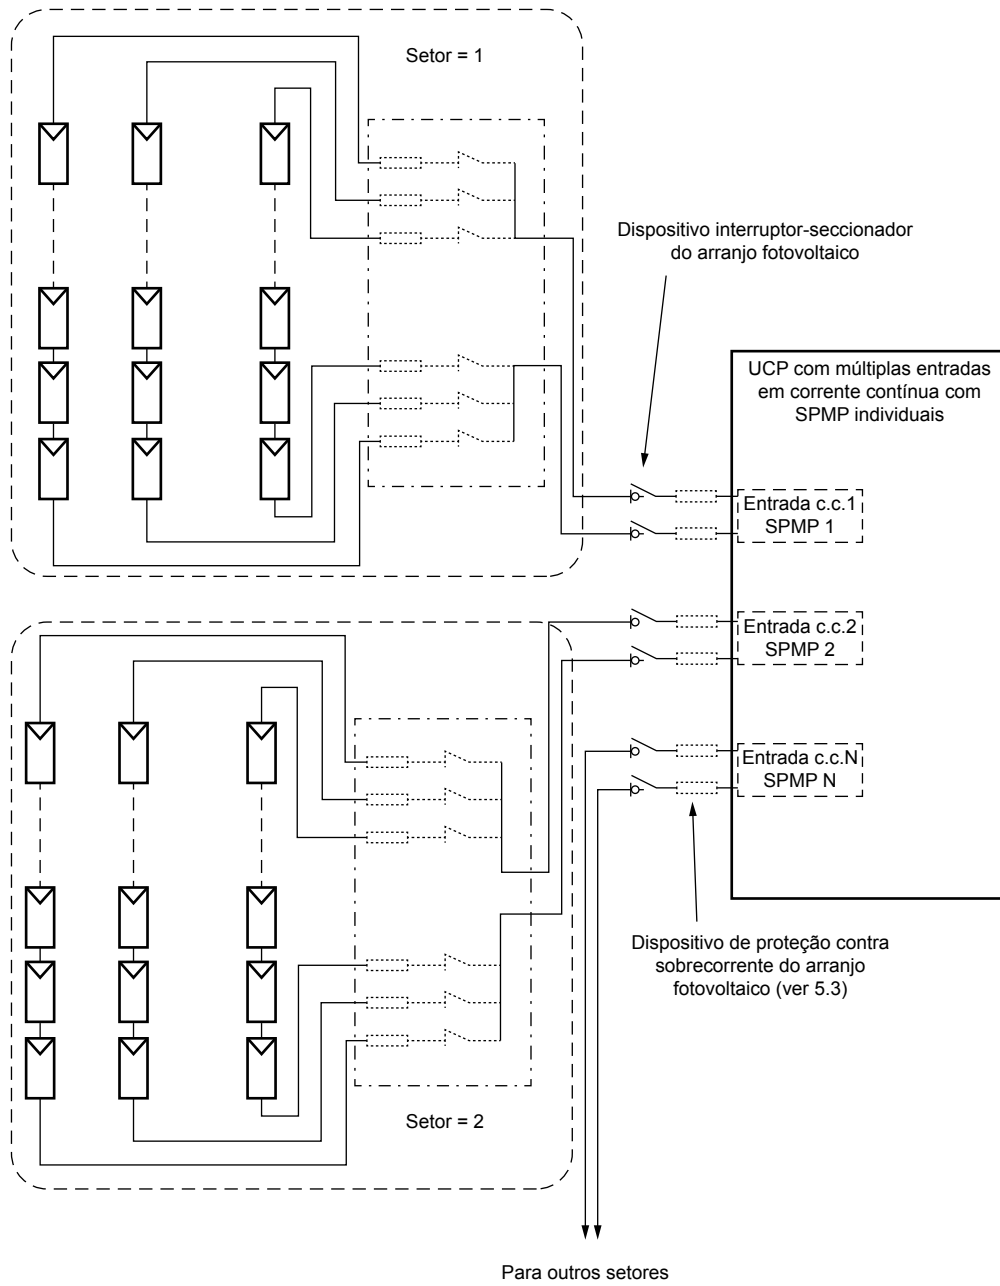 Setor = 1
Dispositivo interruptor-seccionador
do arranjo fotovoltaico
UCP com múltiplas entradas
em corrente contínua com
SPMP individuais
Entrada c.c.1
SPMP 1
Entrada c.c.2
SPMP 2
Entrada c.c.N
SPMP N
Dispositivo de proteção contra
sobrecorrente do arranjo
fotovoltaico (ver 5.3)
Setor = 2
Para outros setores